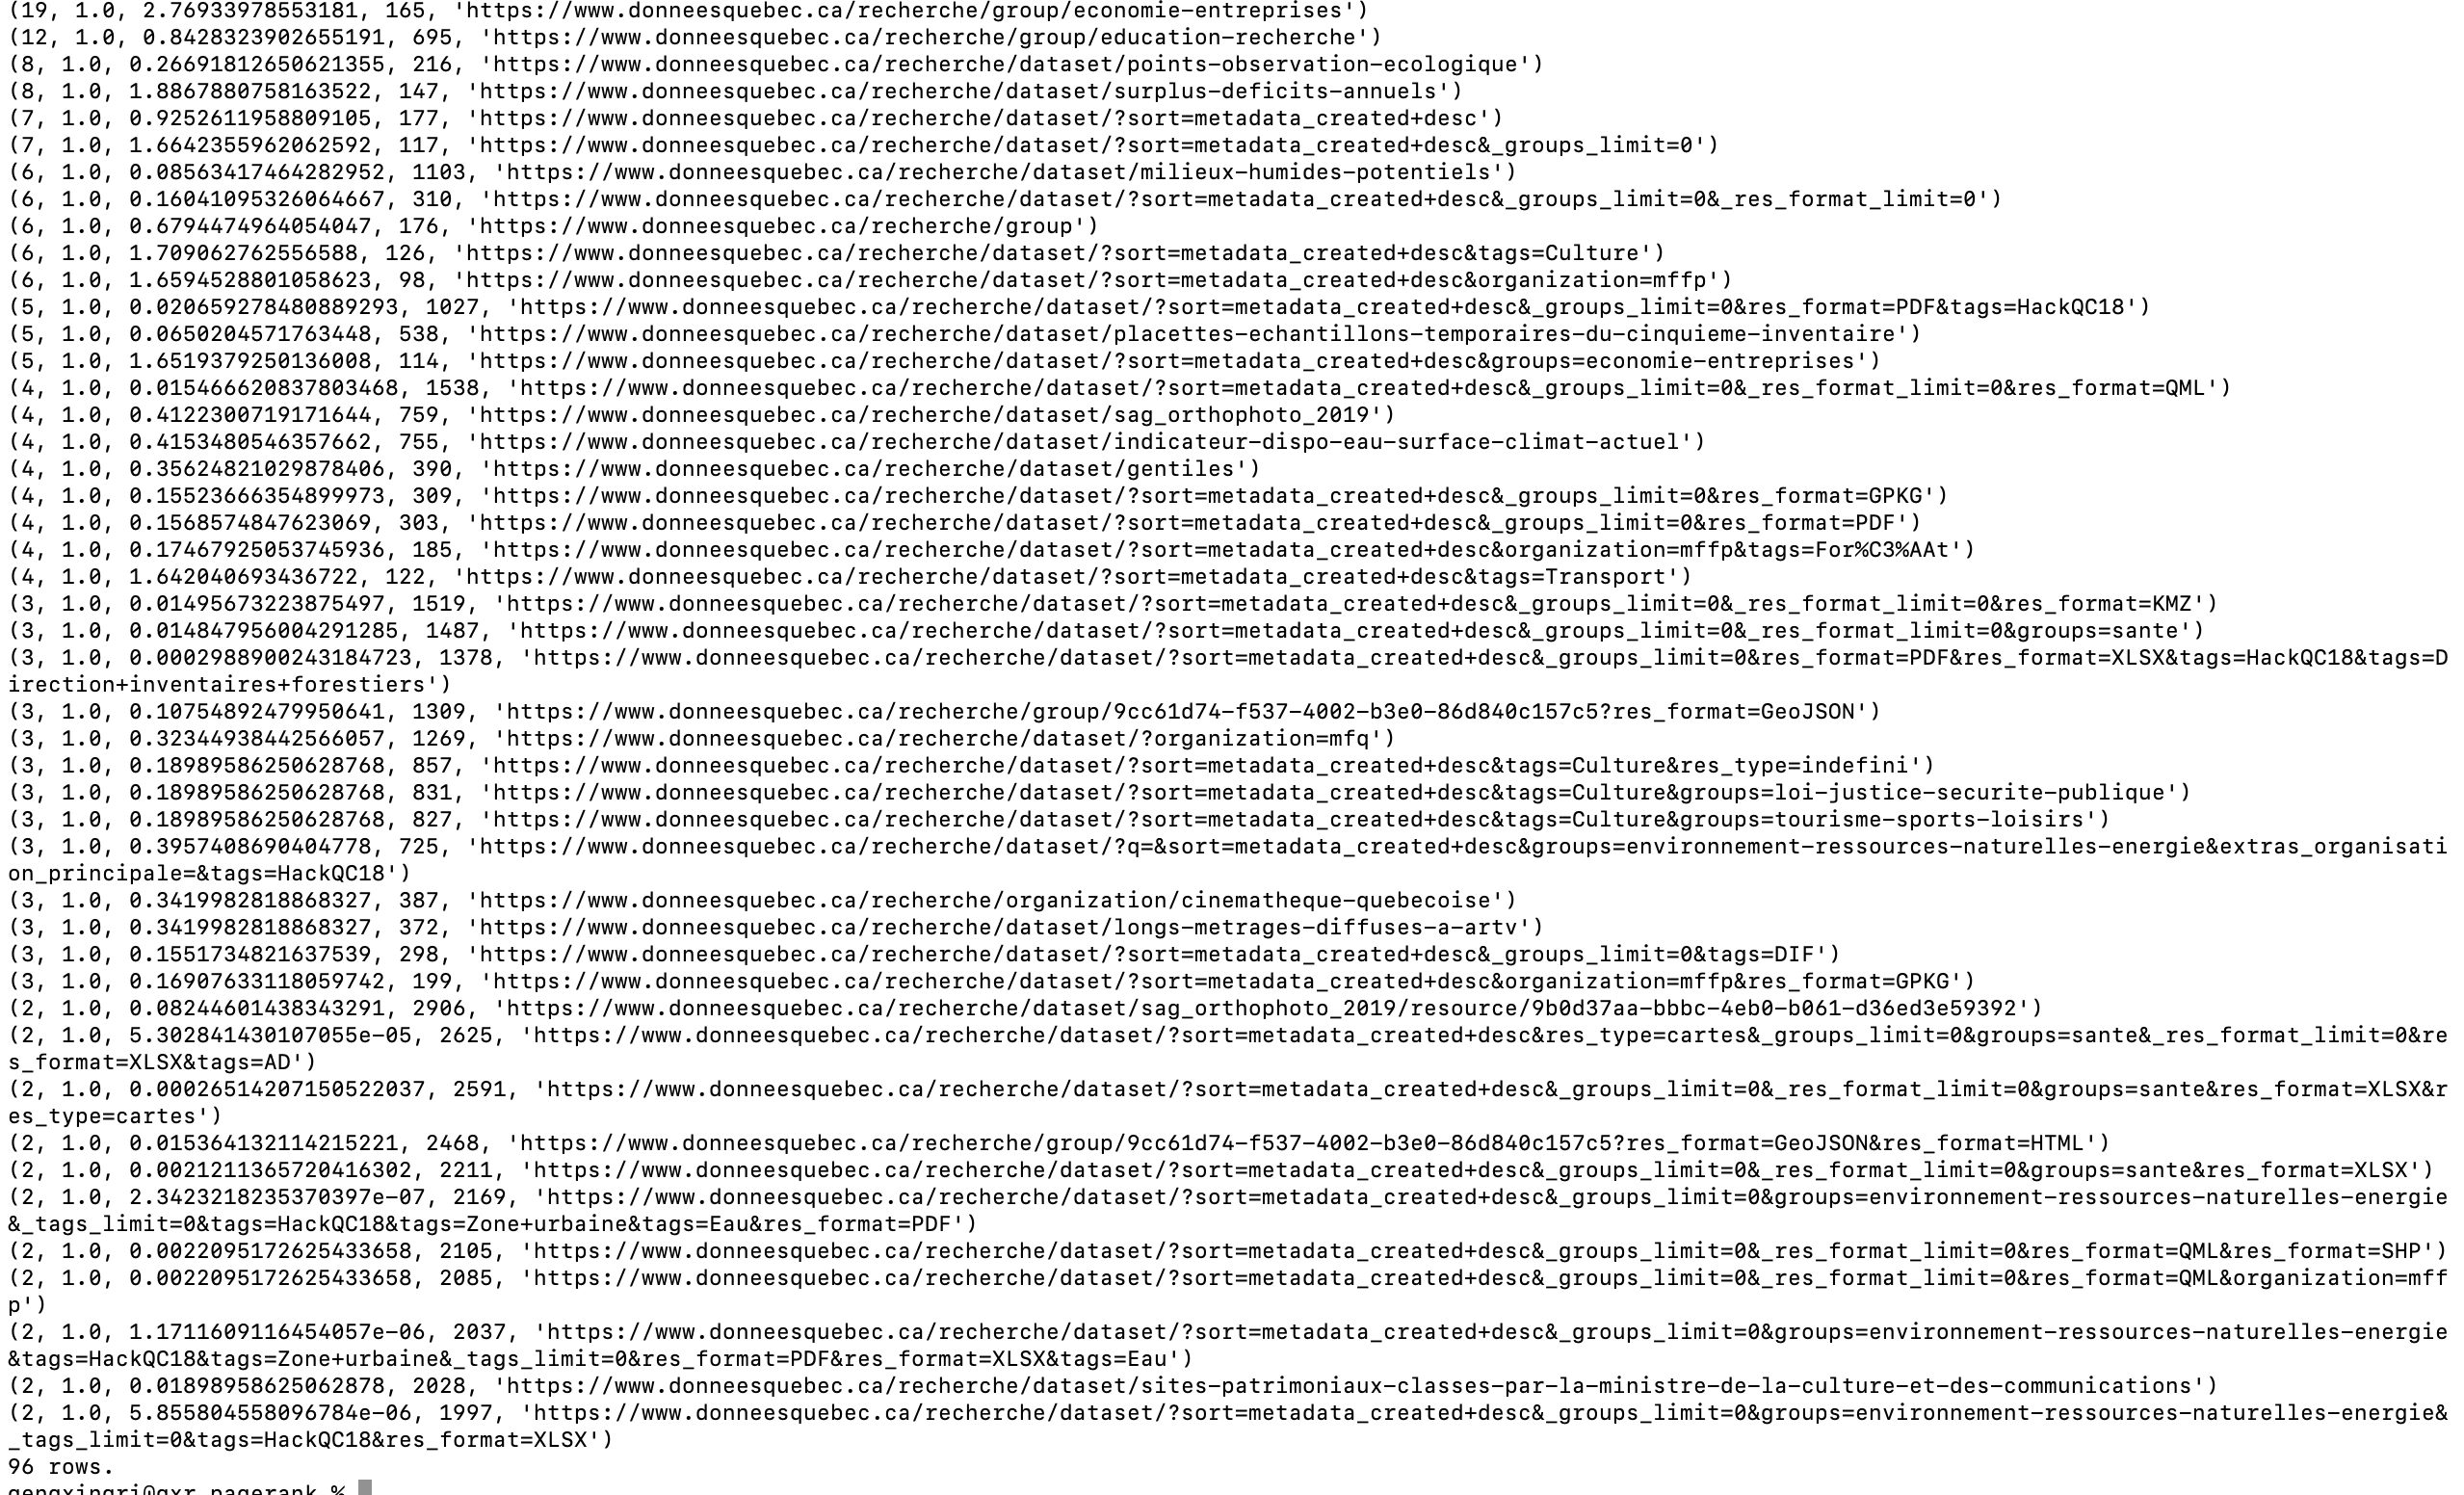 (19, 1.0, 2.76933978553181, 165, 'https://www.donneesquebec.ca/recherche/group/economie-entreprises')
(12, 1.0, 0.8428323902655191, 695, 'https://www.donneesquebec.ca/recherche/group/education-recherche')
(8, 1.0, 0.26691812650621355, 216, 'https://www.donneesquebec.ca/recherche/dataset/points-observation-ecologique')
(8, 1.0, 1.8867880758163522, 147, 'https://www.donneesquebec.ca/recherche/dataset/surplus-deficits-annuels')
(7, 1.0, 0.9252611958809105, 177, 'https://www.donneesquebec.ca/recherche/dataset/?sort=metadata_created+desc')
(7, 1.0, 1.6642355962062592, 117, 'https://www.donneesquebec.ca/recherche/dataset/?sort=metadata_created+desc&_groups_limit=0')
(6, 1.0, 0.08563417464282952, 1103, 'https://www.donneesquebec.ca/recherche/dataset/milieux-humides-potentiels')
(6, 1.0, 0.16041095326064667, 310, 'https://www.donneesquebec.ca/recherche/dataset/?sort=metadata_created+desc&_groups_limit=0&_res_format_limit=0')
(6, 1.0, 0.6794474964054047, 176, 'https://www.donneesquebec.ca/recherche/group')
(6, 1.0, 1.709062762556588, 126, 'https://www.donneesquebec.ca/recherche/dataset/?sort=metadata_created+desc&tags=Culture')
(6, 1.0, 1.6594528801058623, 98, 'https://www.donneesquebec.ca/recherche/dataset/?sort=metadata_created+desc&organization=mffp')
(5, 1.0, 0.020659278480889293, 1027, 'https://www.donneesquebec.ca/recherche/dataset/?sort=metadata_created+desc&_groups_limit=0&res_format=PDF&tags=HackQC18')
(5, 1.0, 0.0650204571763448, 538, 'https://www.donneesquebec.ca/recherche/dataset/placettes-echantillons-temporaires-du-cinquieme-inventaire')
(5, 1.0, 1.6519379250136008, 114, 'https://www.donneesquebec.ca/recherche/dataset/?sort=metadata_created+desc&groups=economie-entreprises')
(4, 1.0, 0.015466620837803468, 1538, 'https://www.donneesquebec.ca/recherche/dataset/?sort=metadata_created+desc&_groups_limit=0&_res_format_limit=0&res_format=QML')
(4, 1.0, 0.4122300719171644, 759, 'https://www.donneesquebec.ca/recherche/dataset/sag_orthophoto_2019')
(4, 1.0, 0.4153480546357662, 755, 'https://www.donneesquebec.ca/recherche/dataset/indicateur-dispo-eau-surface-climat-actuel')
(4, 1.0, 0.35624821029878406, 390, 'https://www.donneesquebec.ca/recherche/dataset/gentiles')
(4, 1.0, 0.15523666354899973, 309, 'https://www.donneesquebec.ca/recherche/dataset/?sort=metadata_created+desc&_groups_limit=0&res_format=GPKG')
(4, 1.0, 0.1568574847623069, 303, 'https://www.donneesquebec.ca/recherche/dataset/?sort=metadata_created+desc&_groups_limit=0&res_format=PDF')
(4, 1.0, 0.17467925053745936, 185, 'https://www.donneesquebec.ca/recherche/dataset/?sort=metadata_created+desc&organization=mffp&tags=For%C3%AAt')
(4, 1.0, 1.642040693436722, 122, 'https://www.donneesquebec.ca/recherche/dataset/?sort=metadata_created+desc&tags=Transport')
(3, 1.0, 0.01495673223875497, 1519, 'https://www.donneesquebec.ca/recherche/dataset/?sort=metadata_created+desc&_groups_limit=0&_res_format_limit=0&res_format=KMZ')
(3, 1.0, 0.014847956004291285, 1487, 'https://www.donneesquebec.ca/recherche/dataset/?sort=metadata_created+desc&_groups_limit=0&_res_format_limit=0&groups=sante')
(3, 1.0, 0.0002988900243184723, 1378, 'https://www.donneesquebec.ca/recherche/dataset/?sort=metadata_created+desc&_groups_limit=0&res_format=PDF&res_format=XLSX&tags=HackQC18&tags=D
irection+inventaires+forestiers')
(3, 1.0, 0.10754892479950641, 1309, 'https://www.donneesquebec.ca/recherche/group/9cc61d74-f537-4002-b3e0-86d840c157c5?res_format=GeoJSON')
(3, 1.0, 0.32344938442566057, 1269, 'https://www.donneesquebec.ca/recherche/dataset/?organization=mfq')
(3, 1.0, 0.18989586250628768, 857, 'https://www.donneesquebec.ca/recherche/dataset/?sort=metadata_created+desc&tags=Culture&res_type=indefini')
(3, 1.0, 0.18989586250628768, 831, 'https://www.donneesquebec.ca/recherche/dataset/?sort=metadata_created+desc&tags=Culture&groups=loi-justice-securite-publique')
(3, 1.0, 0.18989586250628768, 827, 'https://www.donneesquebec.ca/recherche/dataset/?sort=metadata_created+desc&tags=Culture&groups=tourisme-sports-loisirs')
(3, 1.0, 0.3957408690404778, 725, 'https://www.donneesquebec.ca/recherche/dataset/?q=&sort=metadata_created+desc&groups=environnement-ressources-naturelles-energie&extras_organisati
on_principale=&tags=HackQC18')
(3, 1.0, 0.3419982818868327, 387, 'https://www.donneesquebec.ca/recherche/organization/cinematheque-quebecoise')
(3, 1.0, 0.3419982818868327, 372, 'https://www.donneesquebec.ca/recherche/dataset/longs-metrages-diffuses-a-artv')
(3, 1.0, 0.1551734821637539, 298, 'https://www.donneesquebec.ca/recherche/dataset/?sort=metadata_created+desc&_groups_limit=0&tags=DIF')
(3, 1.0, 0.16907633118059742, 199, 'https://www.donneesquebec.ca/recherche/dataset/?sort=metadata_created+desc&organization=mffp&res_format=GPKG')
(2, 1.0, 0.08244601438343291, 2906, 'https://www.donneesquebec.ca/recherche/dataset/sag_orthophoto_2019/resource/9b0d37aa-bbbc-4eb0-b061-d36ed3e59392')
(2, 1.0, 5.302841430107055e-05, 2625, 'https://www.donneesquebec.ca/recherche/dataset/?sort=metadata_created+desc&res_type=cartes&_groups_limit=0&groups=sante&_res_format_limit=0&re
s_format=XLSX&tags=AD')
(2, 1.0, 0.00026514207150522037, 2591, 'https://www.donneesquebec.ca/recherche/dataset/?sort=metadata_created+desc&_groups_limit=0&_res_format_limit=0&groups=sante&res_format=XLSX&r
es_type=cartes')
(2, 1.0, 0.015364132114215221, 2468, 'https://www.donneesquebec.ca/recherche/group/9cc61d74-f537-4002-b3e0-86d840c157c5?res_format=GeoJSON&res_format=HTML')
(2, 1.0, 0.0021211365720416302, 2211, 'https://www.donneesquebec.ca/recherche/dataset/?sort=metadata_created+desc&_groups_limit=0&_res_format_limit=0&groups=sante&res_format=XLSX')
(2, 1.0, 2.3423218235370397e-07, 2169, 'https://www.donneesquebec.ca/recherche/dataset/?sort=metadata_created+desc&_groups_limit=0&groups=environnement-ressources-naturelles-energie
&_tags_limit=0&tags=HackQC18&tags=Zone+urbaine&tags=Eau&res_format=PDF')
(2, 1.0, 0.0022095172625433658, 2105, 'https://www.donneesquebec.ca/recherche/dataset/?sort=metadata_created+desc&_groups_limit=0&_res_format_limit=0&res_format=QML&res_format=SHP')
(2, 1.0, 0.0022095172625433658, 2085, 'https://www.donneesquebec.ca/recherche/dataset/?sort=metadata_created+desc&_groups_limit=0&_res_format_limit=0&res_format=QML&organization=mff
p')
(2, 1.0, 1.1711609116454057e-06, 2037, 'https://www.donneesquebec.ca/recherche/dataset/?sort=metadata_created+desc&_groups_limit=0&groups=environnement-ressources-naturelles-energie
&tags=HackQC18&tags=Zone+urbaine&_tags_limit=0&res_format=PDF&res_format=XLSX&tags=Eau')
(2, 1.0, 0.01898958625062878, 2028, 'https://www.donneesquebec.ca/recherche/dataset/sites-patrimoniaux-classes-par-la-ministre-de-la-culture-et-des-communications')
(2, 1.0, 5.855804558096784e-06, 1997, 'https://www.donneesquebec.ca/recherche/dataset/?sort=metadata_created+desc&_groups_limit=0&groups=environnement-ressources-naturelles-energie&
_tags_limit=0&tags=HackQC18&res_format=XLSX')
96 rows.
gengxingri@gxr pagerank %